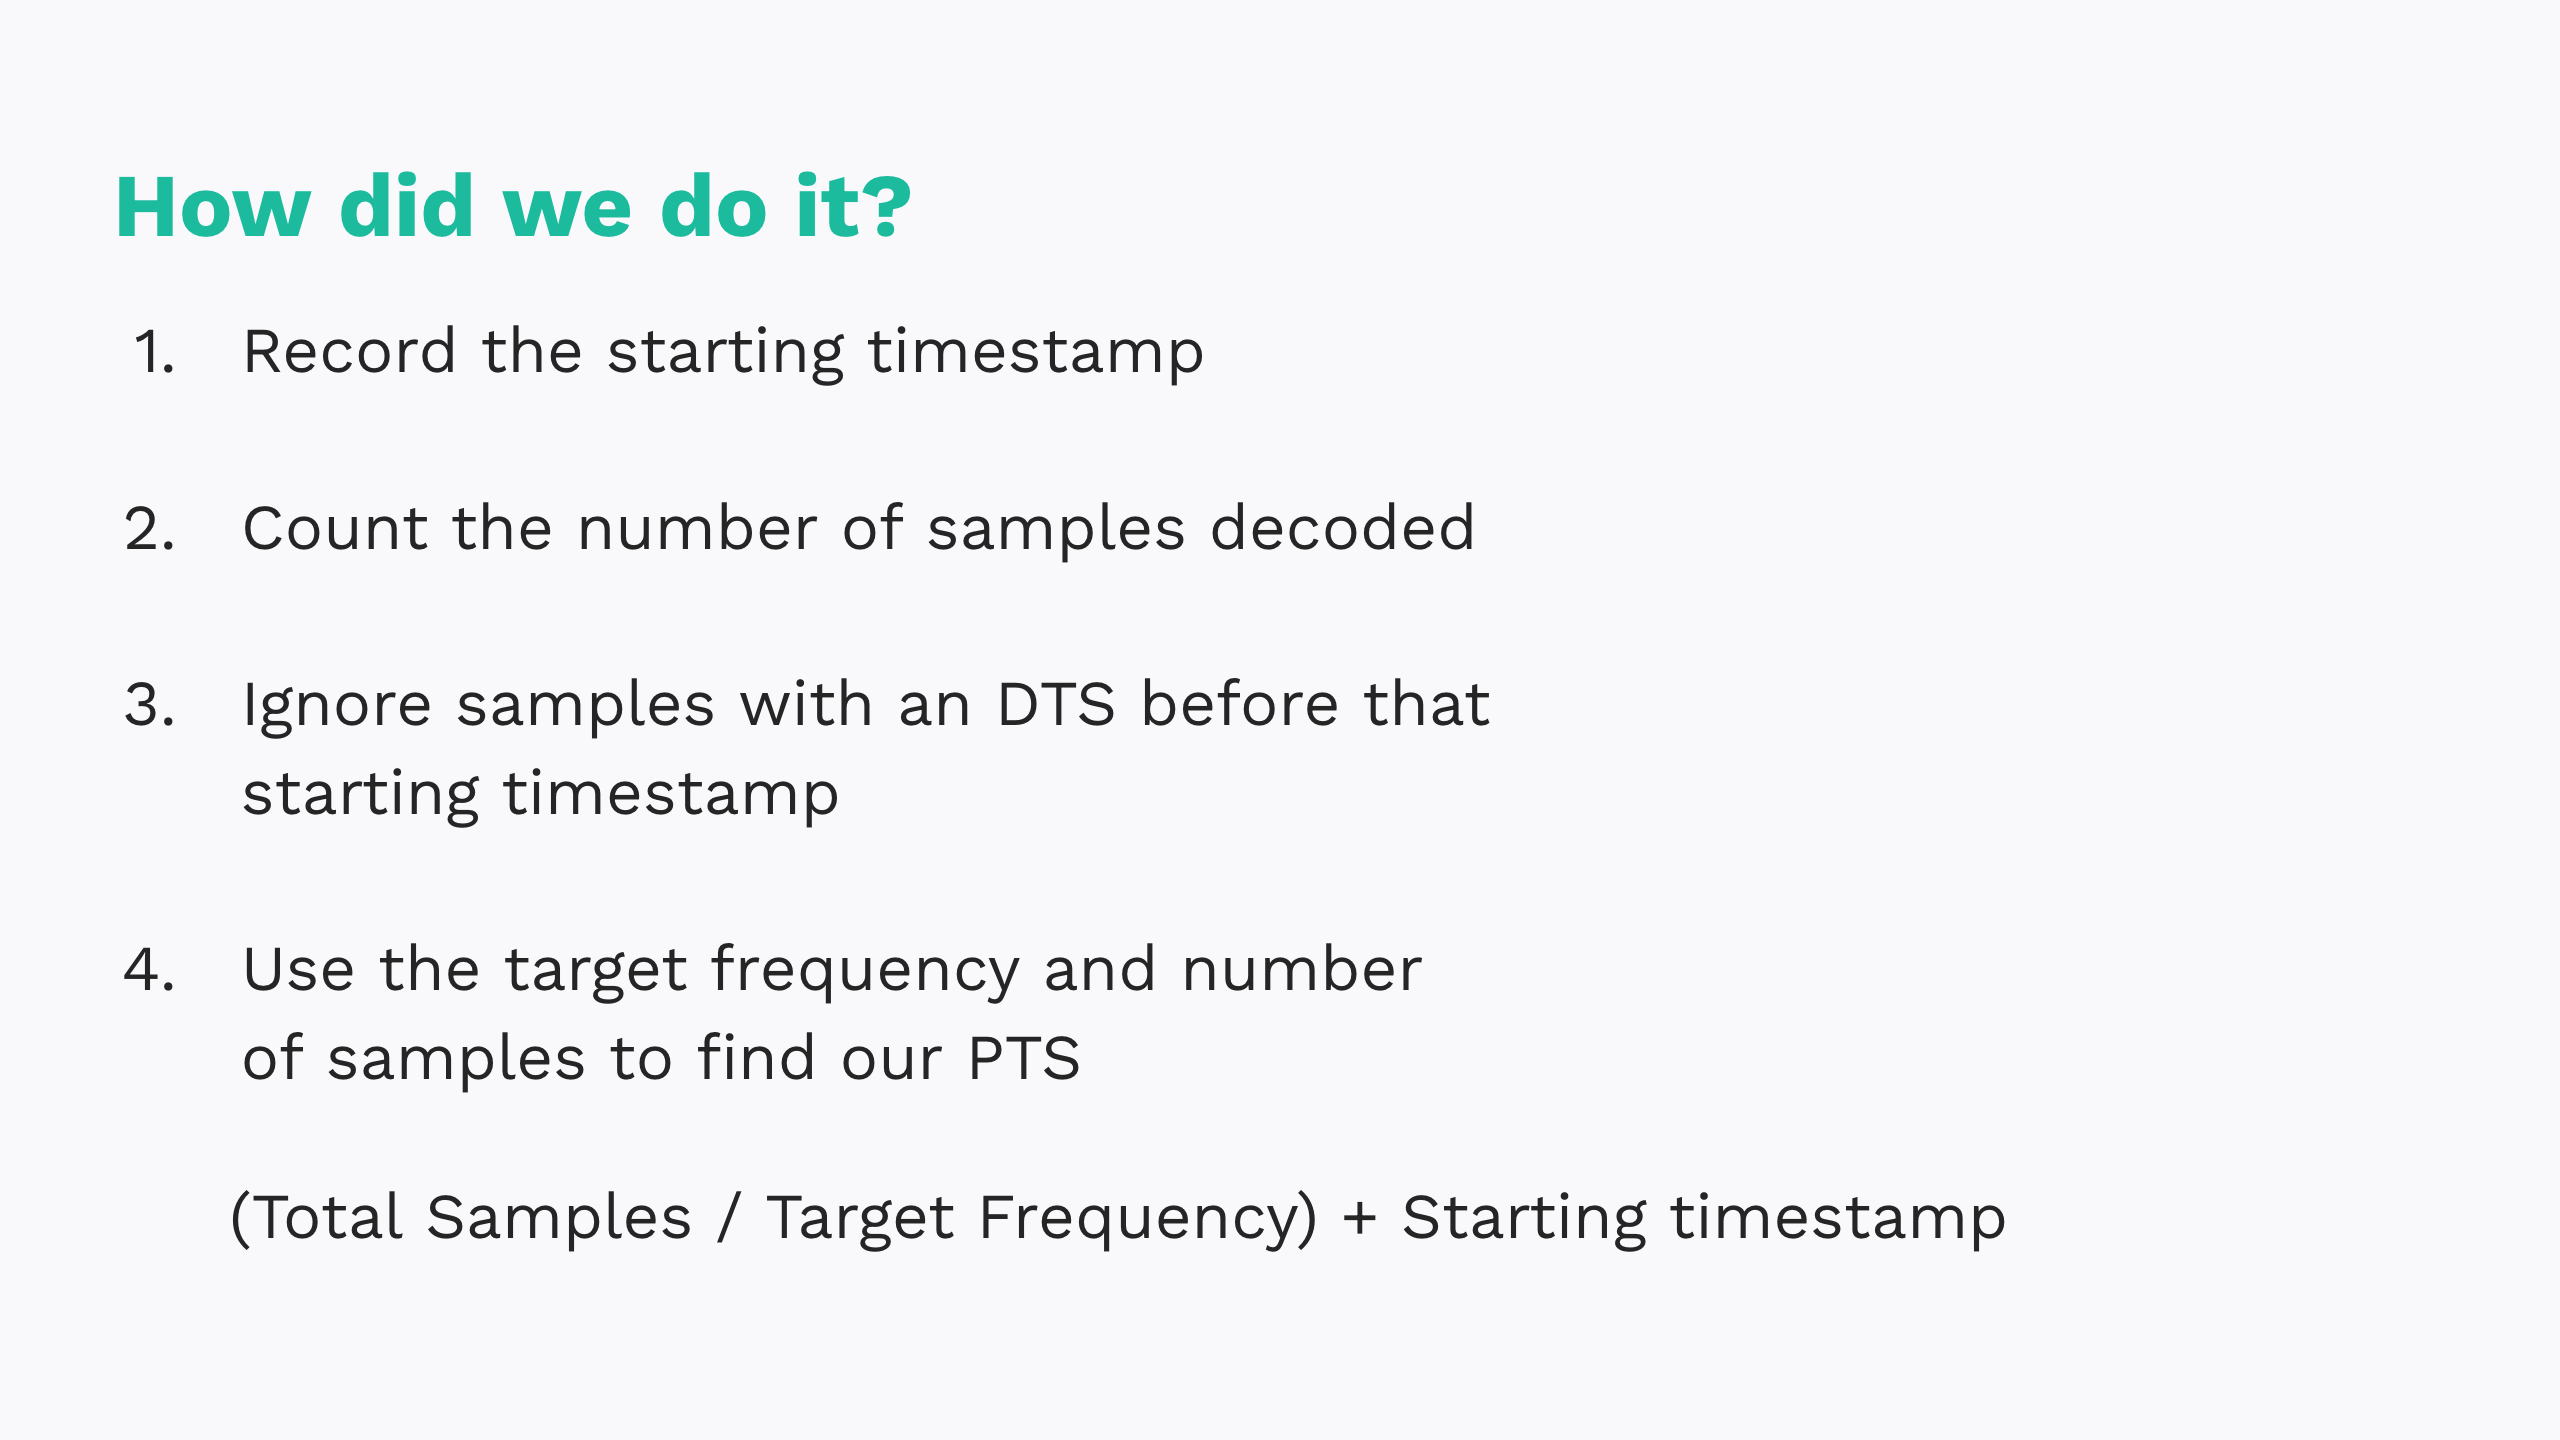 How did we do it?
1. Record the starting timestamp
2. Count the number of samples decoded
3. Ignore samples with an DTS before that
starting timestamp
4. Use the target frequency and number
of samples to find our PTS
(Total Samples / Target Frequency) + Starting timestamp